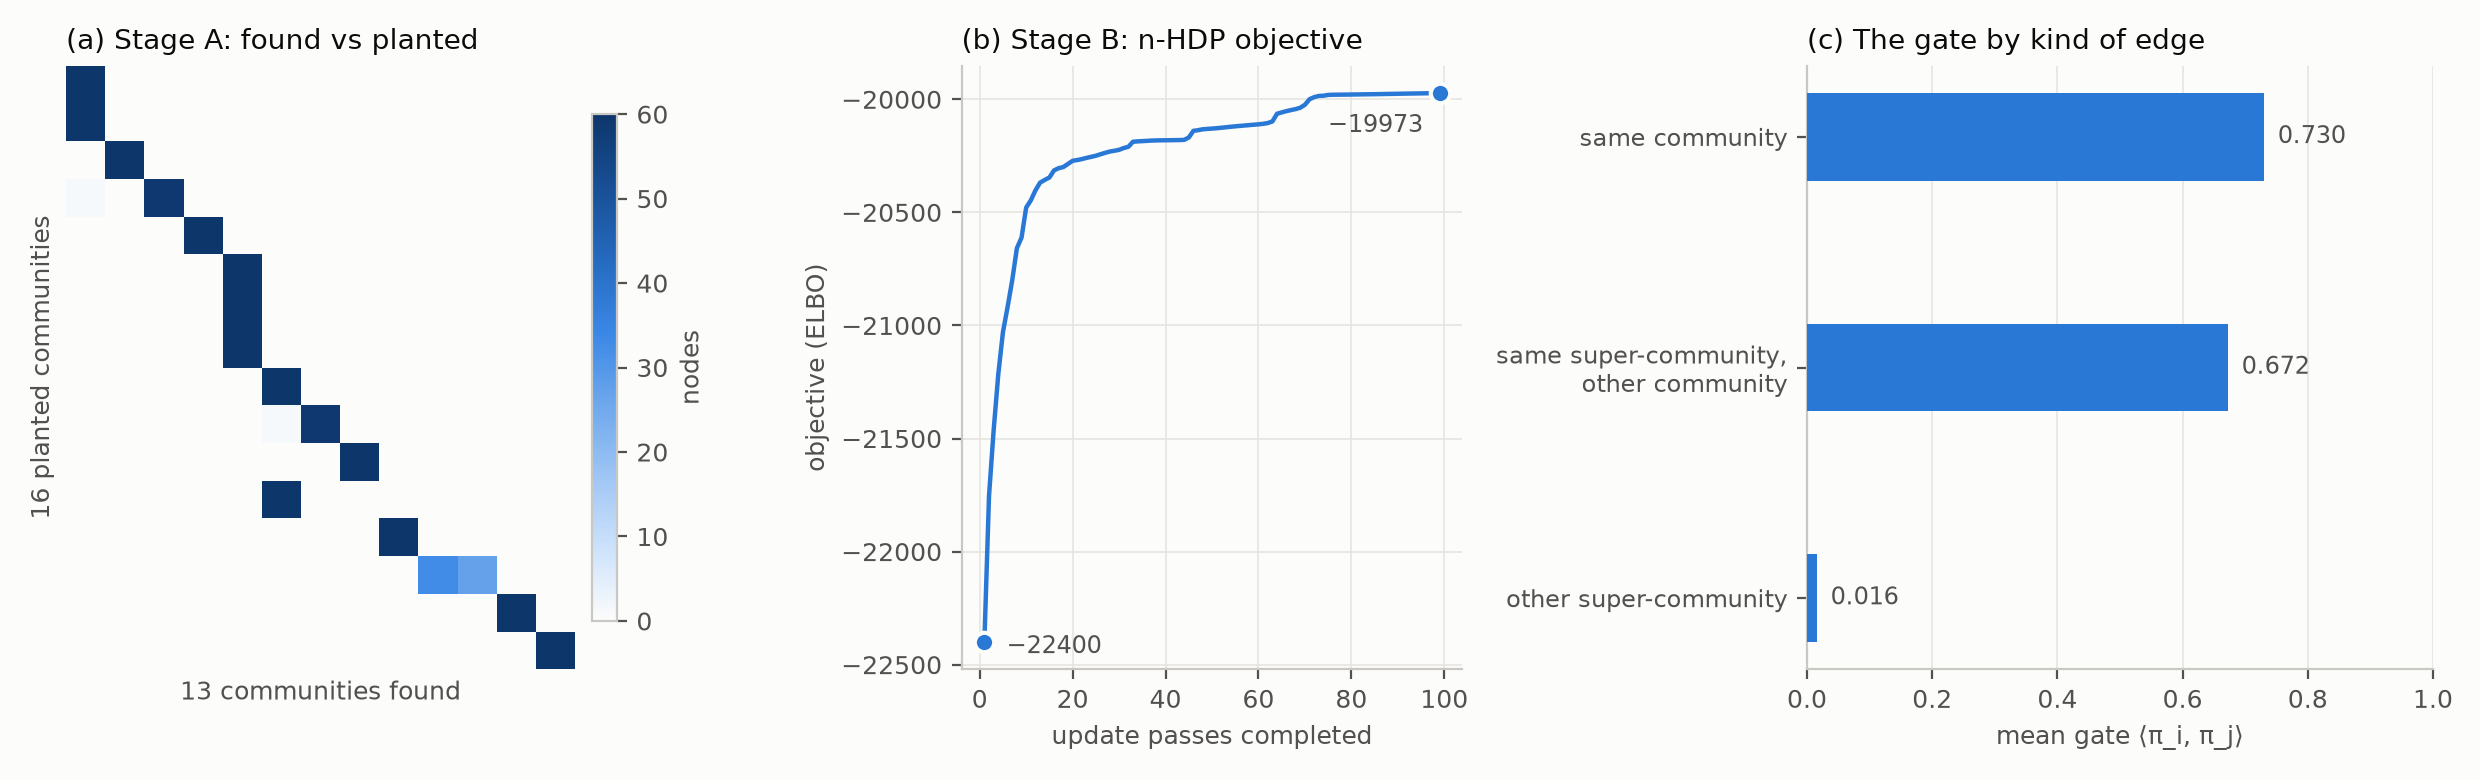 (a) Stage A: found vs planted
16 planted communities
13 communities found
60
50
40
30
20
10
0
nodes
(b) Stage B: n-HDP objective
objective (ELBO)
−20000
−20500
−21000
−21500
−22000
−22500
−19973
−22400
0 20 40 60 80 100
update passes completed
(c) The gate by kind of edge
same community
0.730
same super-community,
other community
0.672
other super-community
0.016
0.0 0.2 0.4 0.6 0.8 1.0
mean gate ⟨π_i, π_j⟩